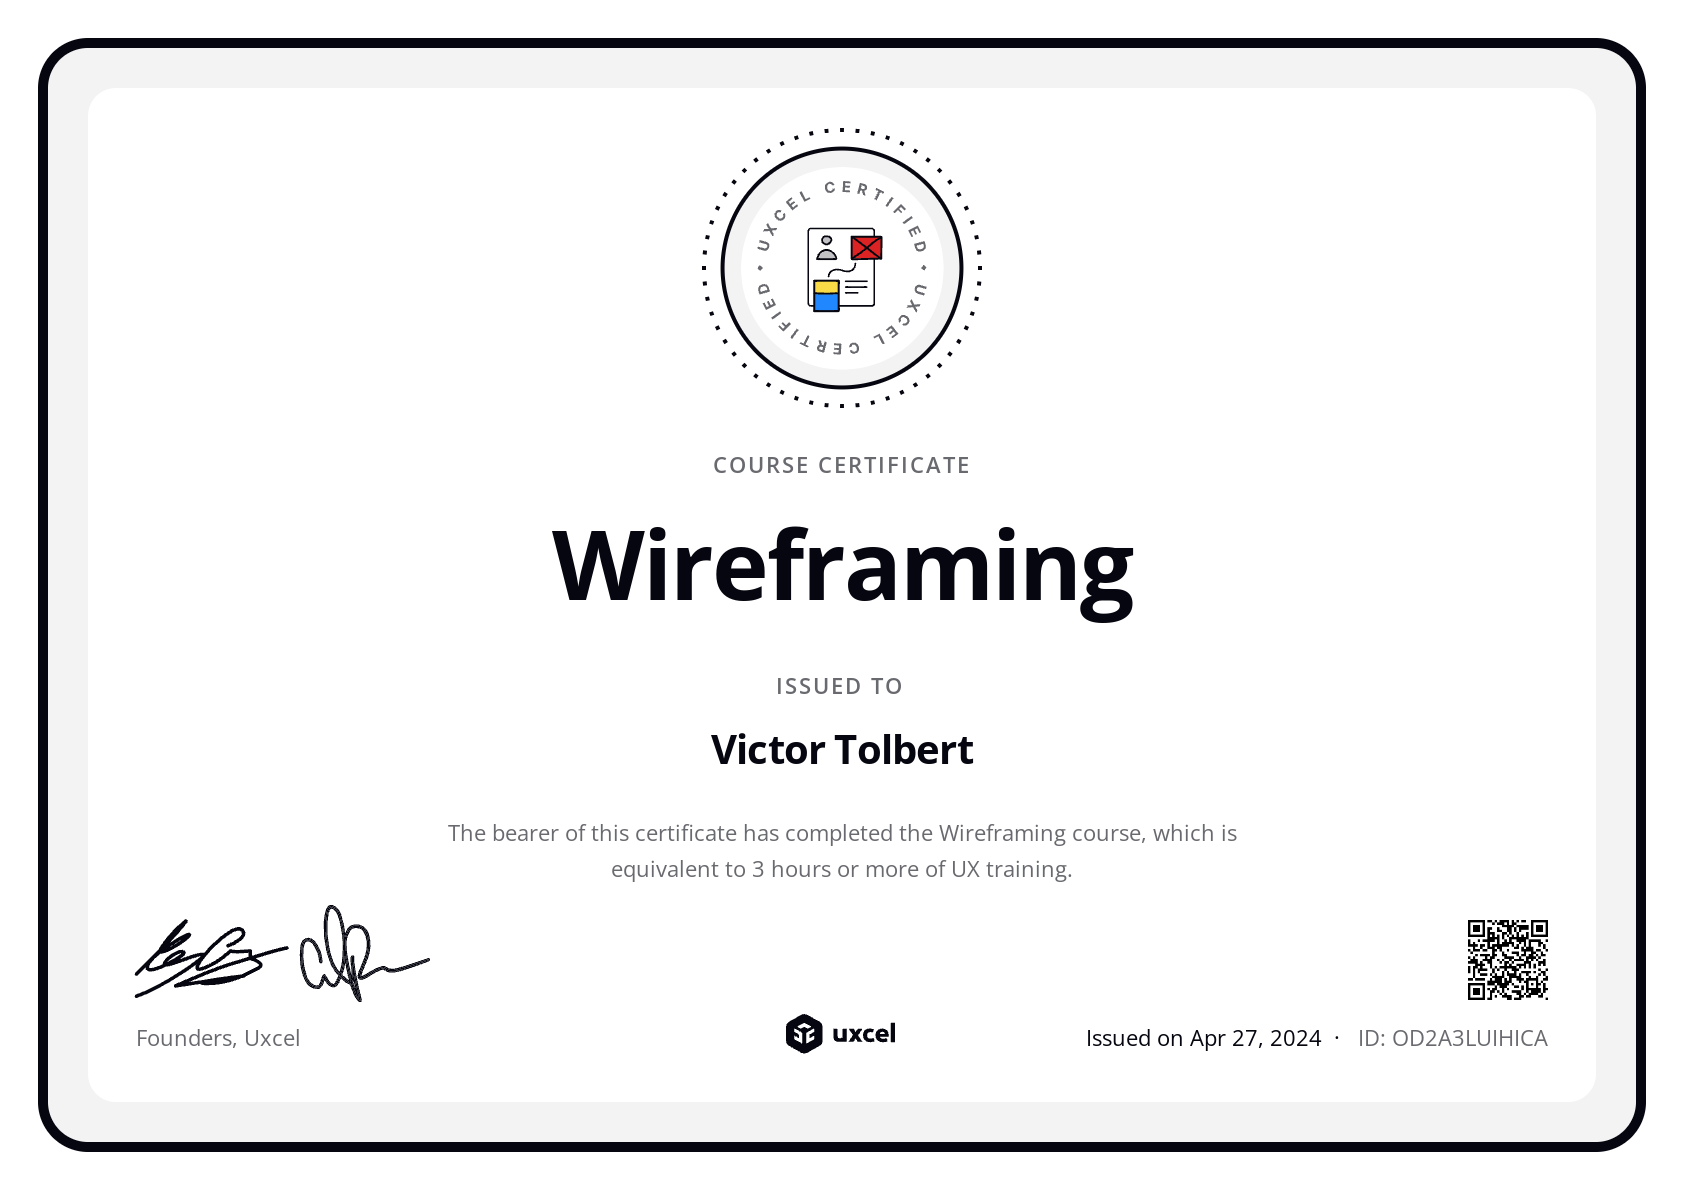 UXCEL CERTIFIED • UXCEL CERTIFIED •
COURSE CERTIFICATE
Wireframing
ISSUED TO
Victor Tolbert
The bearer of this certificate has completed the Wireframing course, which is
equivalent to 3 hours or more of UX training.
Founders, Uxcel
uxcel
Issued on Apr 27, 2024 · ID: OD2A3LUIHICA